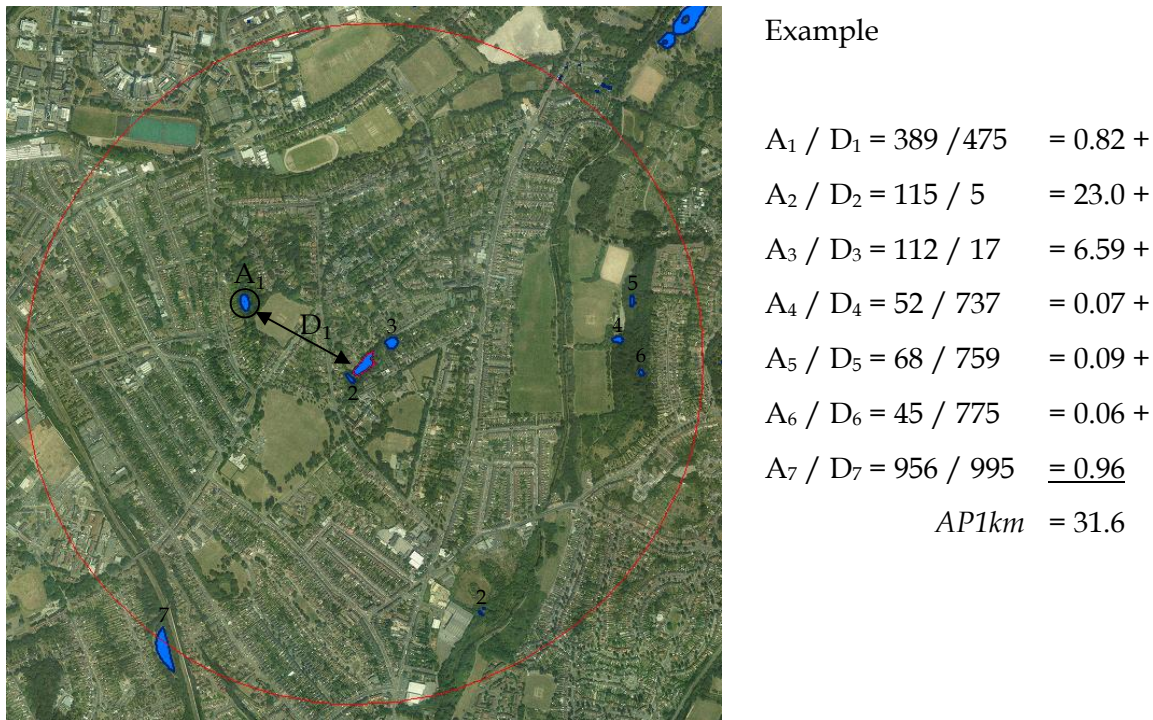 Example
A₁ / D₁ = 389 /475 = 0.82 +
A₂ / D₂ = 115 / 5 = 23.0 +
A₃ / D₃ = 112 / 17 = 6.59 +
A₄ / D₄ = 52 / 737 = 0.07 +
A₅ / D₅ = 68 / 759 = 0.09 +
A₆ / D₆ = 45 / 775 = 0.06 +
A₇ / D₇ = 956 / 995 = 0.96
AP1km = 31.6
A₁
D₁
5
3
4
6
2
2
7